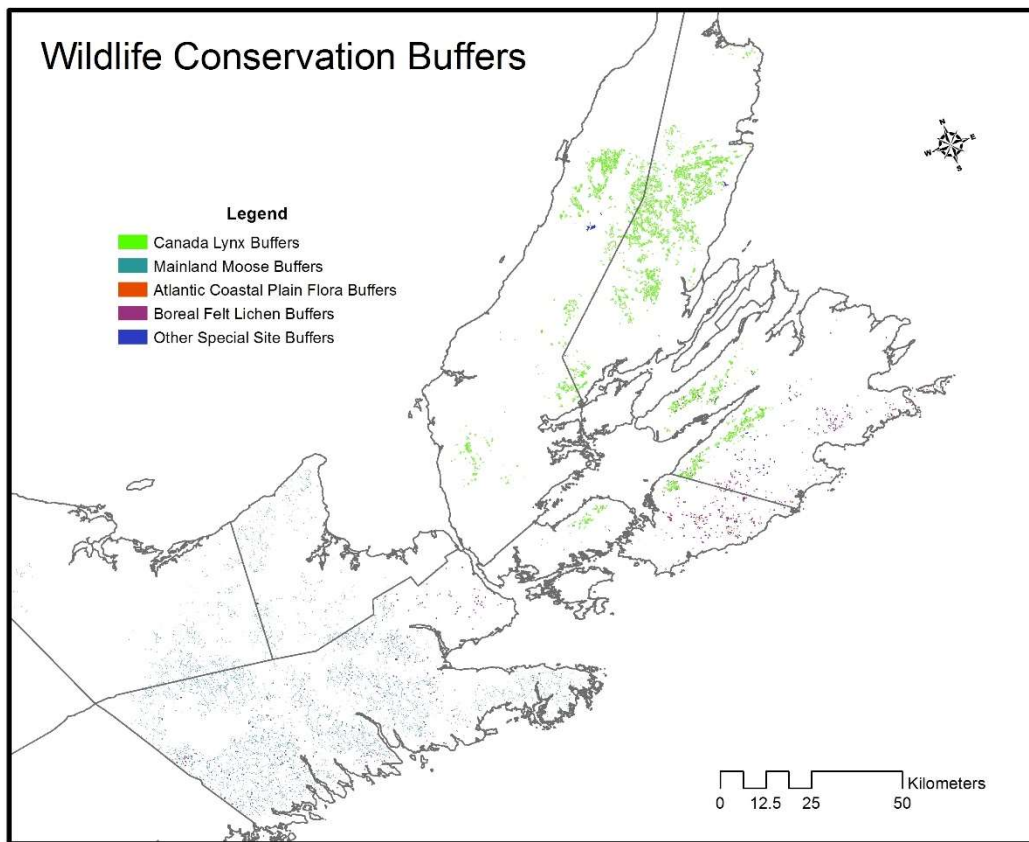 Wildlife Conservation Buffers
N
W E
S
Legend
Canada Lynx Buffers
Mainland Moose Buffers
Atlantic Coastal Plain Flora Buffers
Boreal Felt Lichen Buffers
Other Special Site Buffers
Kilometers
0 12.5 25 50